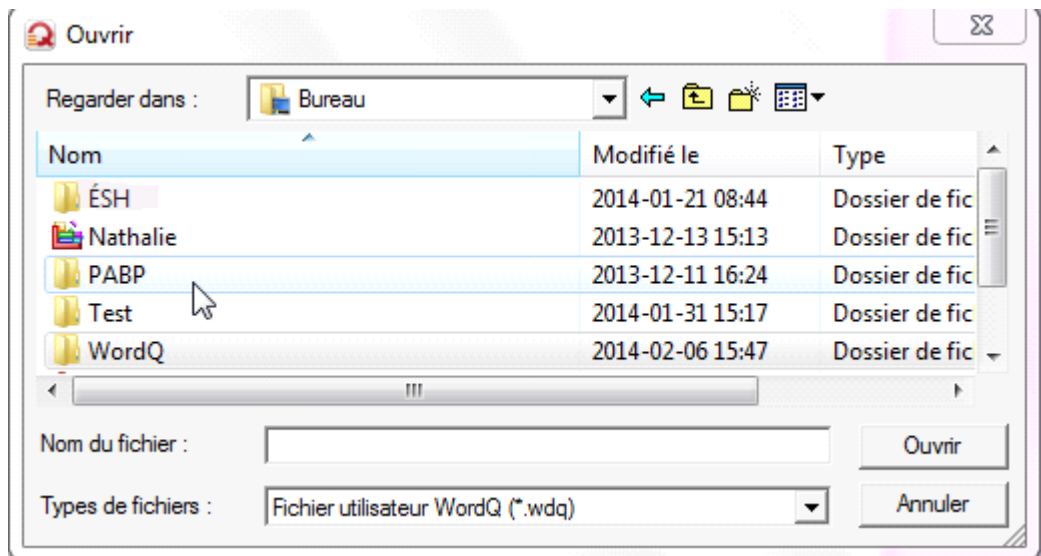 Ouvrir
Regarder dans : Bureau
Nom Modifié le Type
ÉSH 2014-01-21 08:44 Dossier de fic
Nathalie 2013-12-13 15:13 Dossier de fic
PABP 2013-12-11 16:24 Dossier de fic
Test 2014-01-31 15:17 Dossier de fic
WordQ 2014-02-06 15:47 Dossier de fic
Nom du fichier : Ouvrir
Types de fichiers : Fichier utilisateur WordQ (*.wdq) Annuler